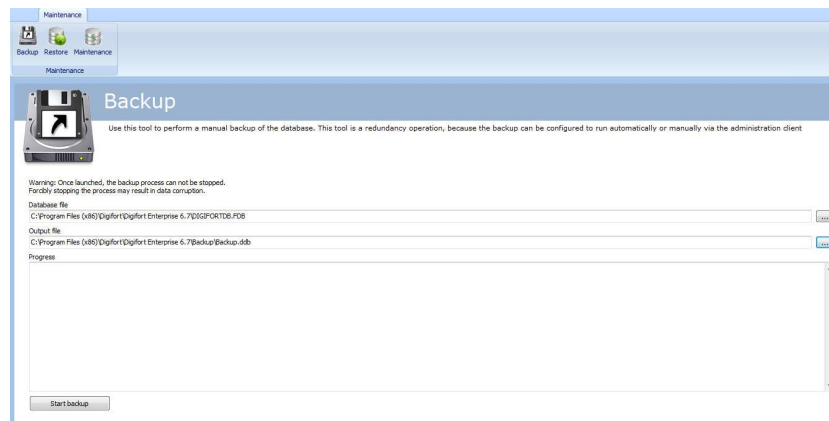 Maintenance
Backup Restore Maintenance
Maintenance
Backup
Use this tool to perform a manual backup of the database. This tool is a redundancy operation, because the backup can be configured to run automatically or manually via the administration client
Warning: Once launched, the backup process can not be stopped.
Forcibly stopping the process may result in data corruption.
Database file
C:\Program Files (x86)\Digifort\Digifort Enterprise 6.7\DIGIFORTDB.FDB
...
Output file
C:\Program Files (x86)\Digifort\Digifort Enterprise 6.7\Backup\Backup.ddb
...
Progress
Start backup